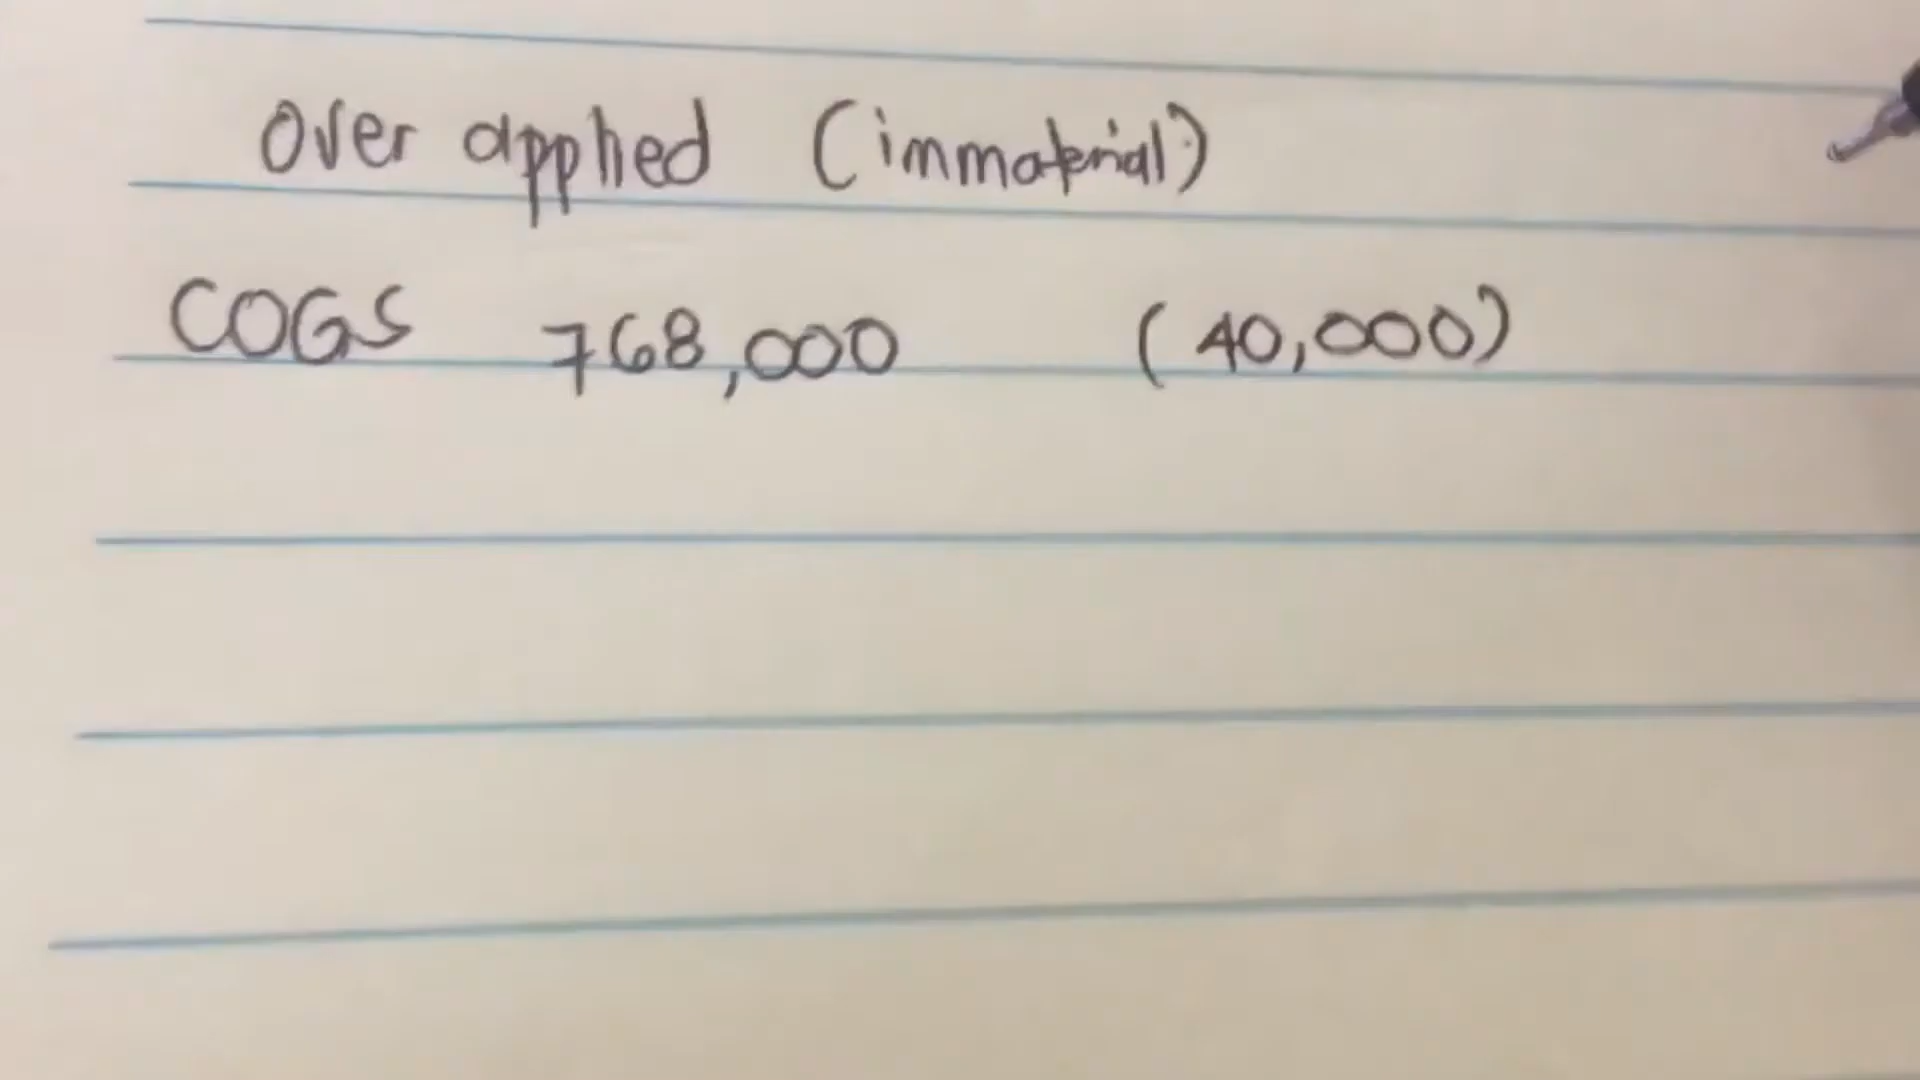 Over applied (immaterial)
COGS 768,000 (40,000)